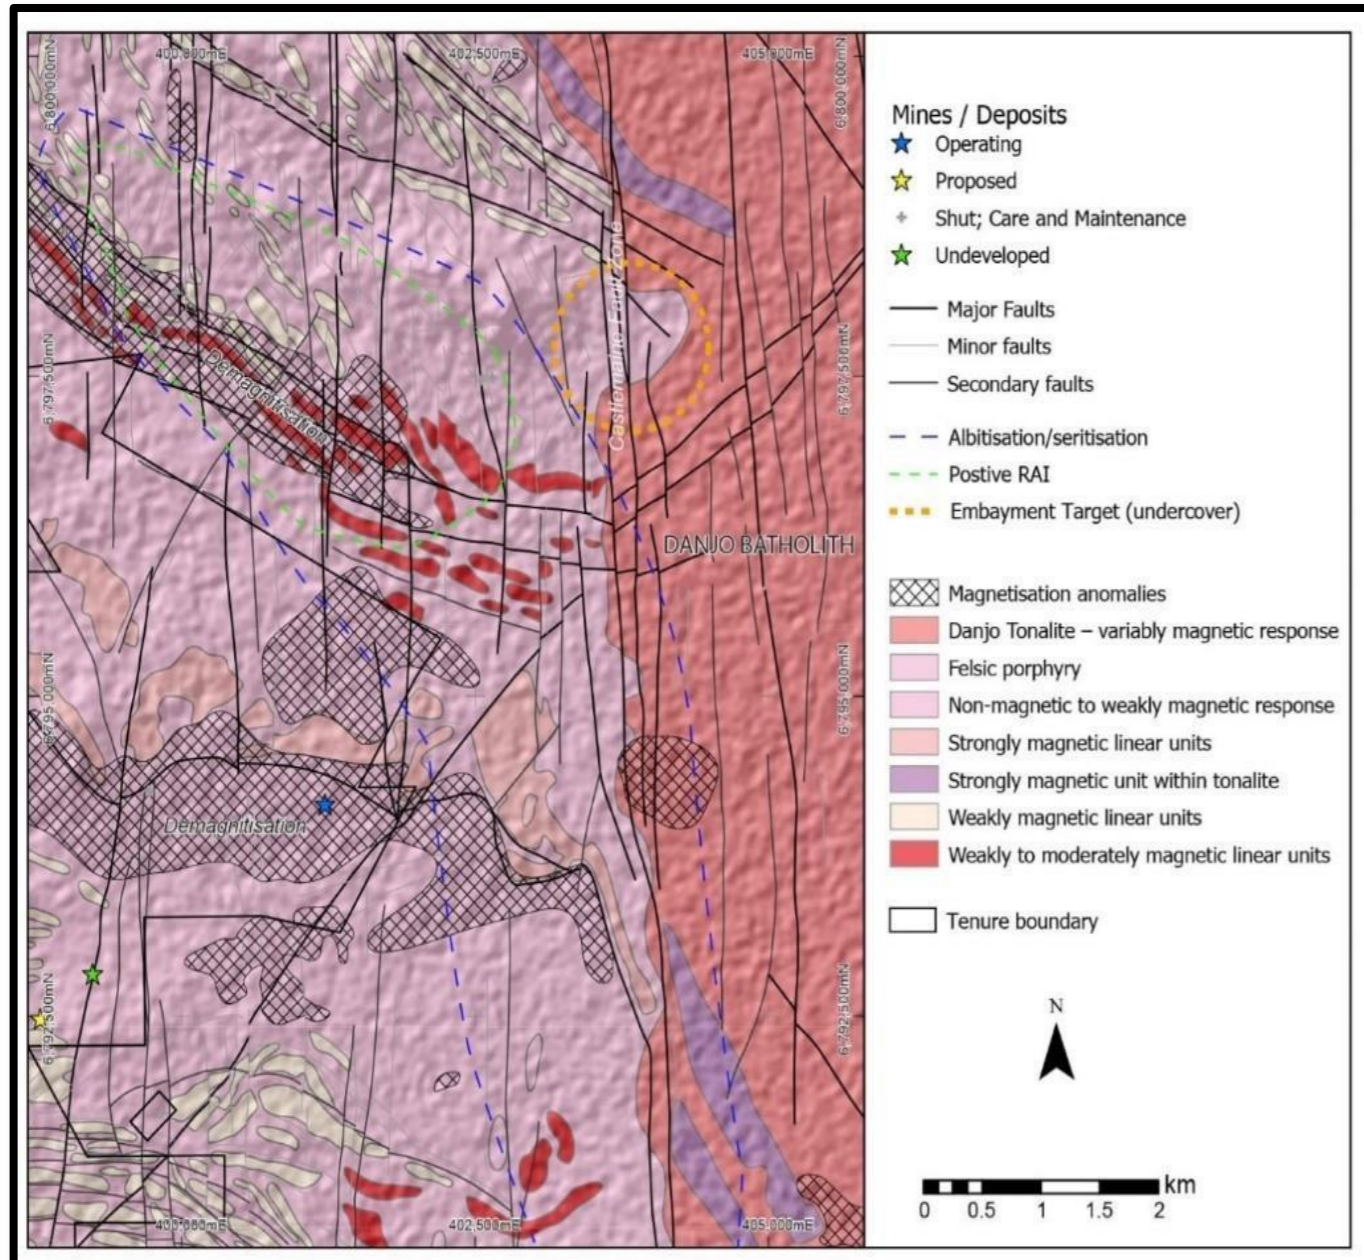 400,000mE 402,500mE 405,000mE
6,800,000mN 6,800,000mN
Castlemaine Fault Zone
6,797,500mN 6,797,500mN
Demagnitisation
DANJO BATHOLITH
6,795,000mN 6,795,000mN
Demagnitisation
6,792,500mN 6,792,500mN
400,000mE 402,500mE 405,000mE
Mines / Deposits
Operating
Proposed
Shut; Care and Maintenance
Undeveloped
Major Faults
Minor faults
Secondary faults
Albitisation/seritisation
Postive RAI
Embayment Target (undercover)
Magnetisation anomalies
Danjo Tonalite – variably magnetic response
Felsic porphyry
Non-magnetic to weakly magnetic response
Strongly magnetic linear units
Strongly magnetic unit within tonalite
Weakly magnetic linear units
Weakly to moderately magnetic linear units
Tenure boundary
N
km
0 0.5 1 1.5 2